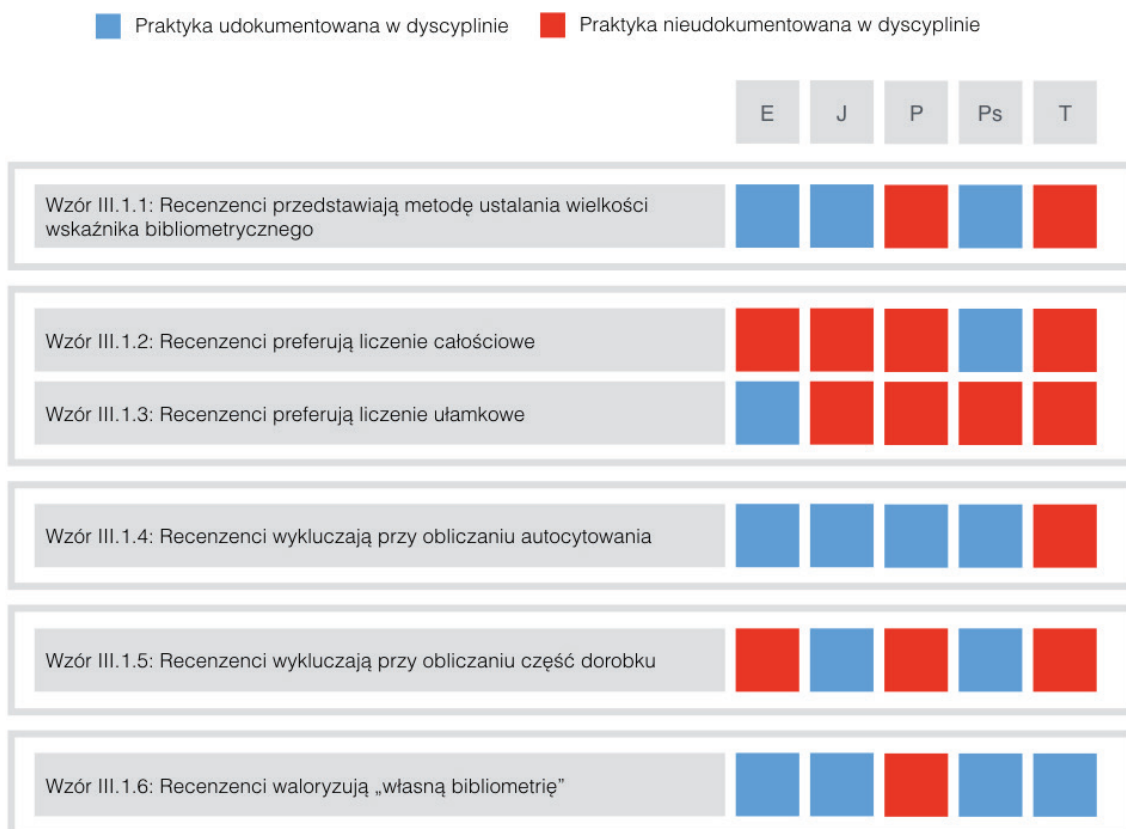 Praktyka udokumentowana w dyscyplinie
Praktyka nieudokumentowana w dyscyplinie
E J P Ps T
Wzór III.1.1: Recenzenci przedstawiają metodę ustalania wielkości
wskaźnika bibliometrycznego
Wzór III.1.2: Recenzenci preferują liczenie całościowe
Wzór III.1.3: Recenzenci preferują liczenie ułamkowe
Wzór III.1.4: Recenzenci wykluczają przy obliczaniu autocytowania
Wzór III.1.5: Recenzenci wykluczają przy obliczaniu część dorobku
Wzór III.1.6: Recenzenci waloryzują „własną bibliometrię”